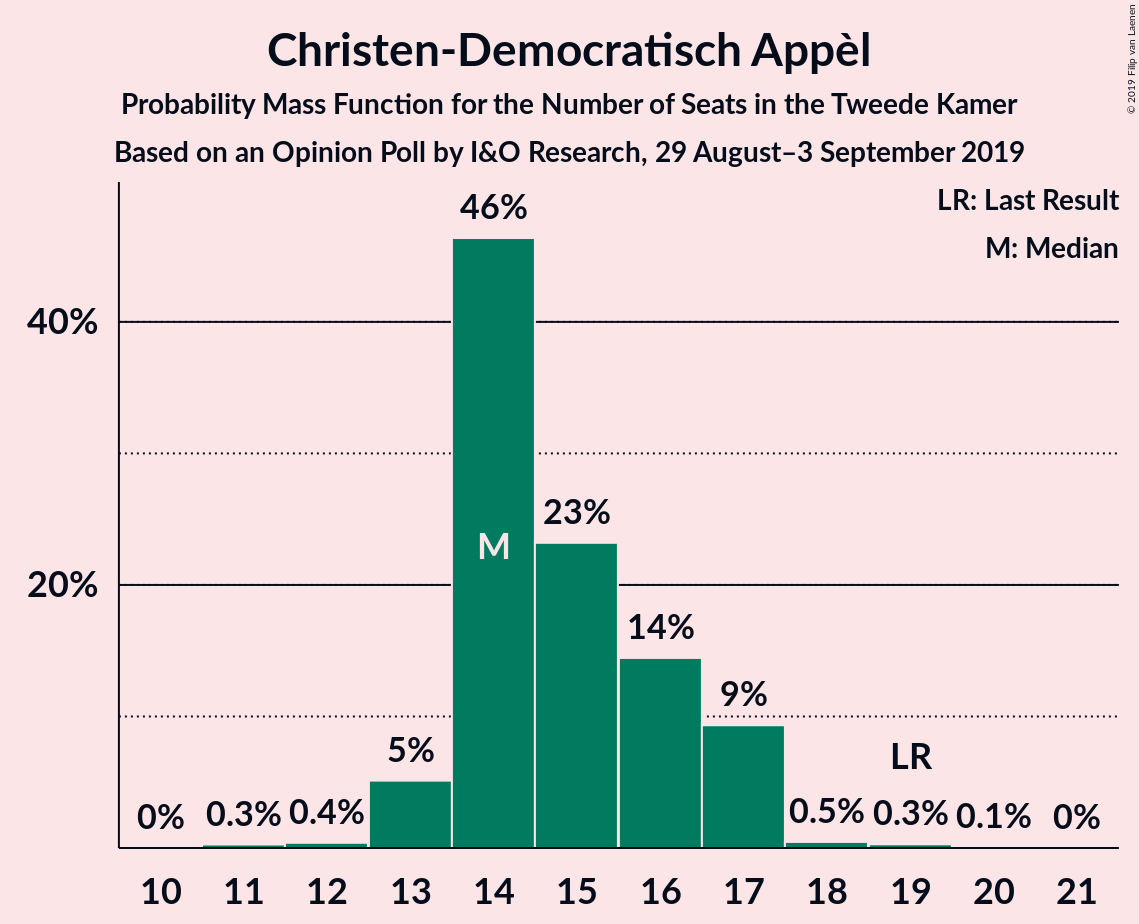 Christen-Democratisch Appèl
Probability Mass Function for the Number of Seats in the Tweede Kamer
Based on an Opinion Poll by I&O Research, 29 August–3 September 2019
© 2019 Filip van Laenen
LR: Last Result
M: Median
46%
40%
23%
M
20%
14%
9%
5%
LR
0% 0.3% 0.4% 0.5% 0.3% 0.1% 0%
10 11 12 13 14 15 16 17 18 19 20 21